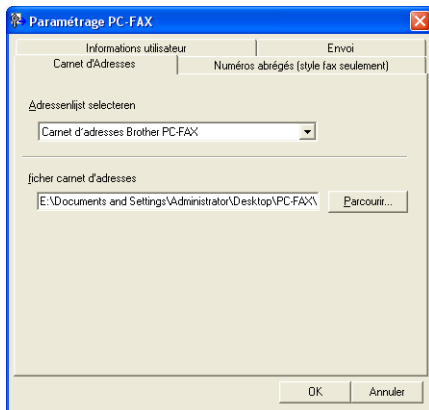 Paramétrage PC-FAX
Informations utilisateur Envoi
Carnet d'Adresses Numéros abrégés (style fax seulement)
Adressenlijst selecteren
Carnet d'adresses Brother PC-FAX
ficher carnet d'adresses
E:\Documents and Settings\Administrator\Desktop\PC-FAX\ Parcourir...
OK Annuler